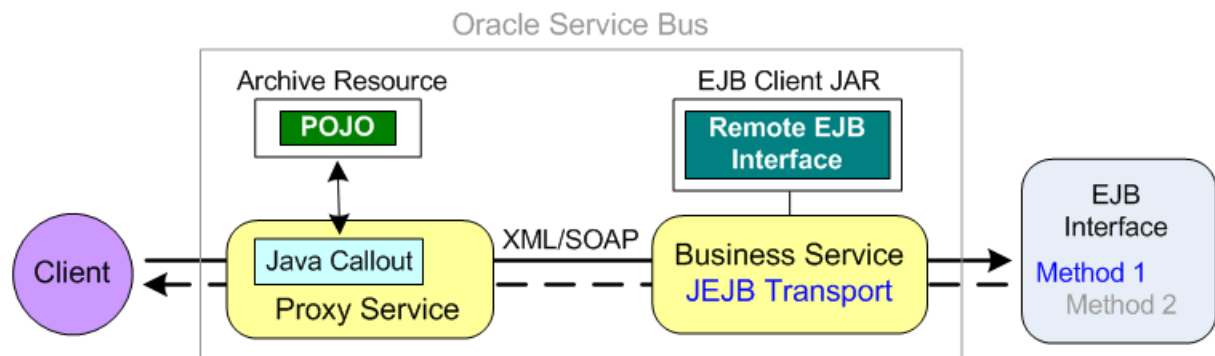 Oracle Service Bus
Archive Resource
POJO
EJB Client JAR
Remote EJB
Interface
Client
Java Callout
Proxy Service
XML/SOAP
Business Service
JEJB Transport
EJB
Interface
Method 1
Method 2